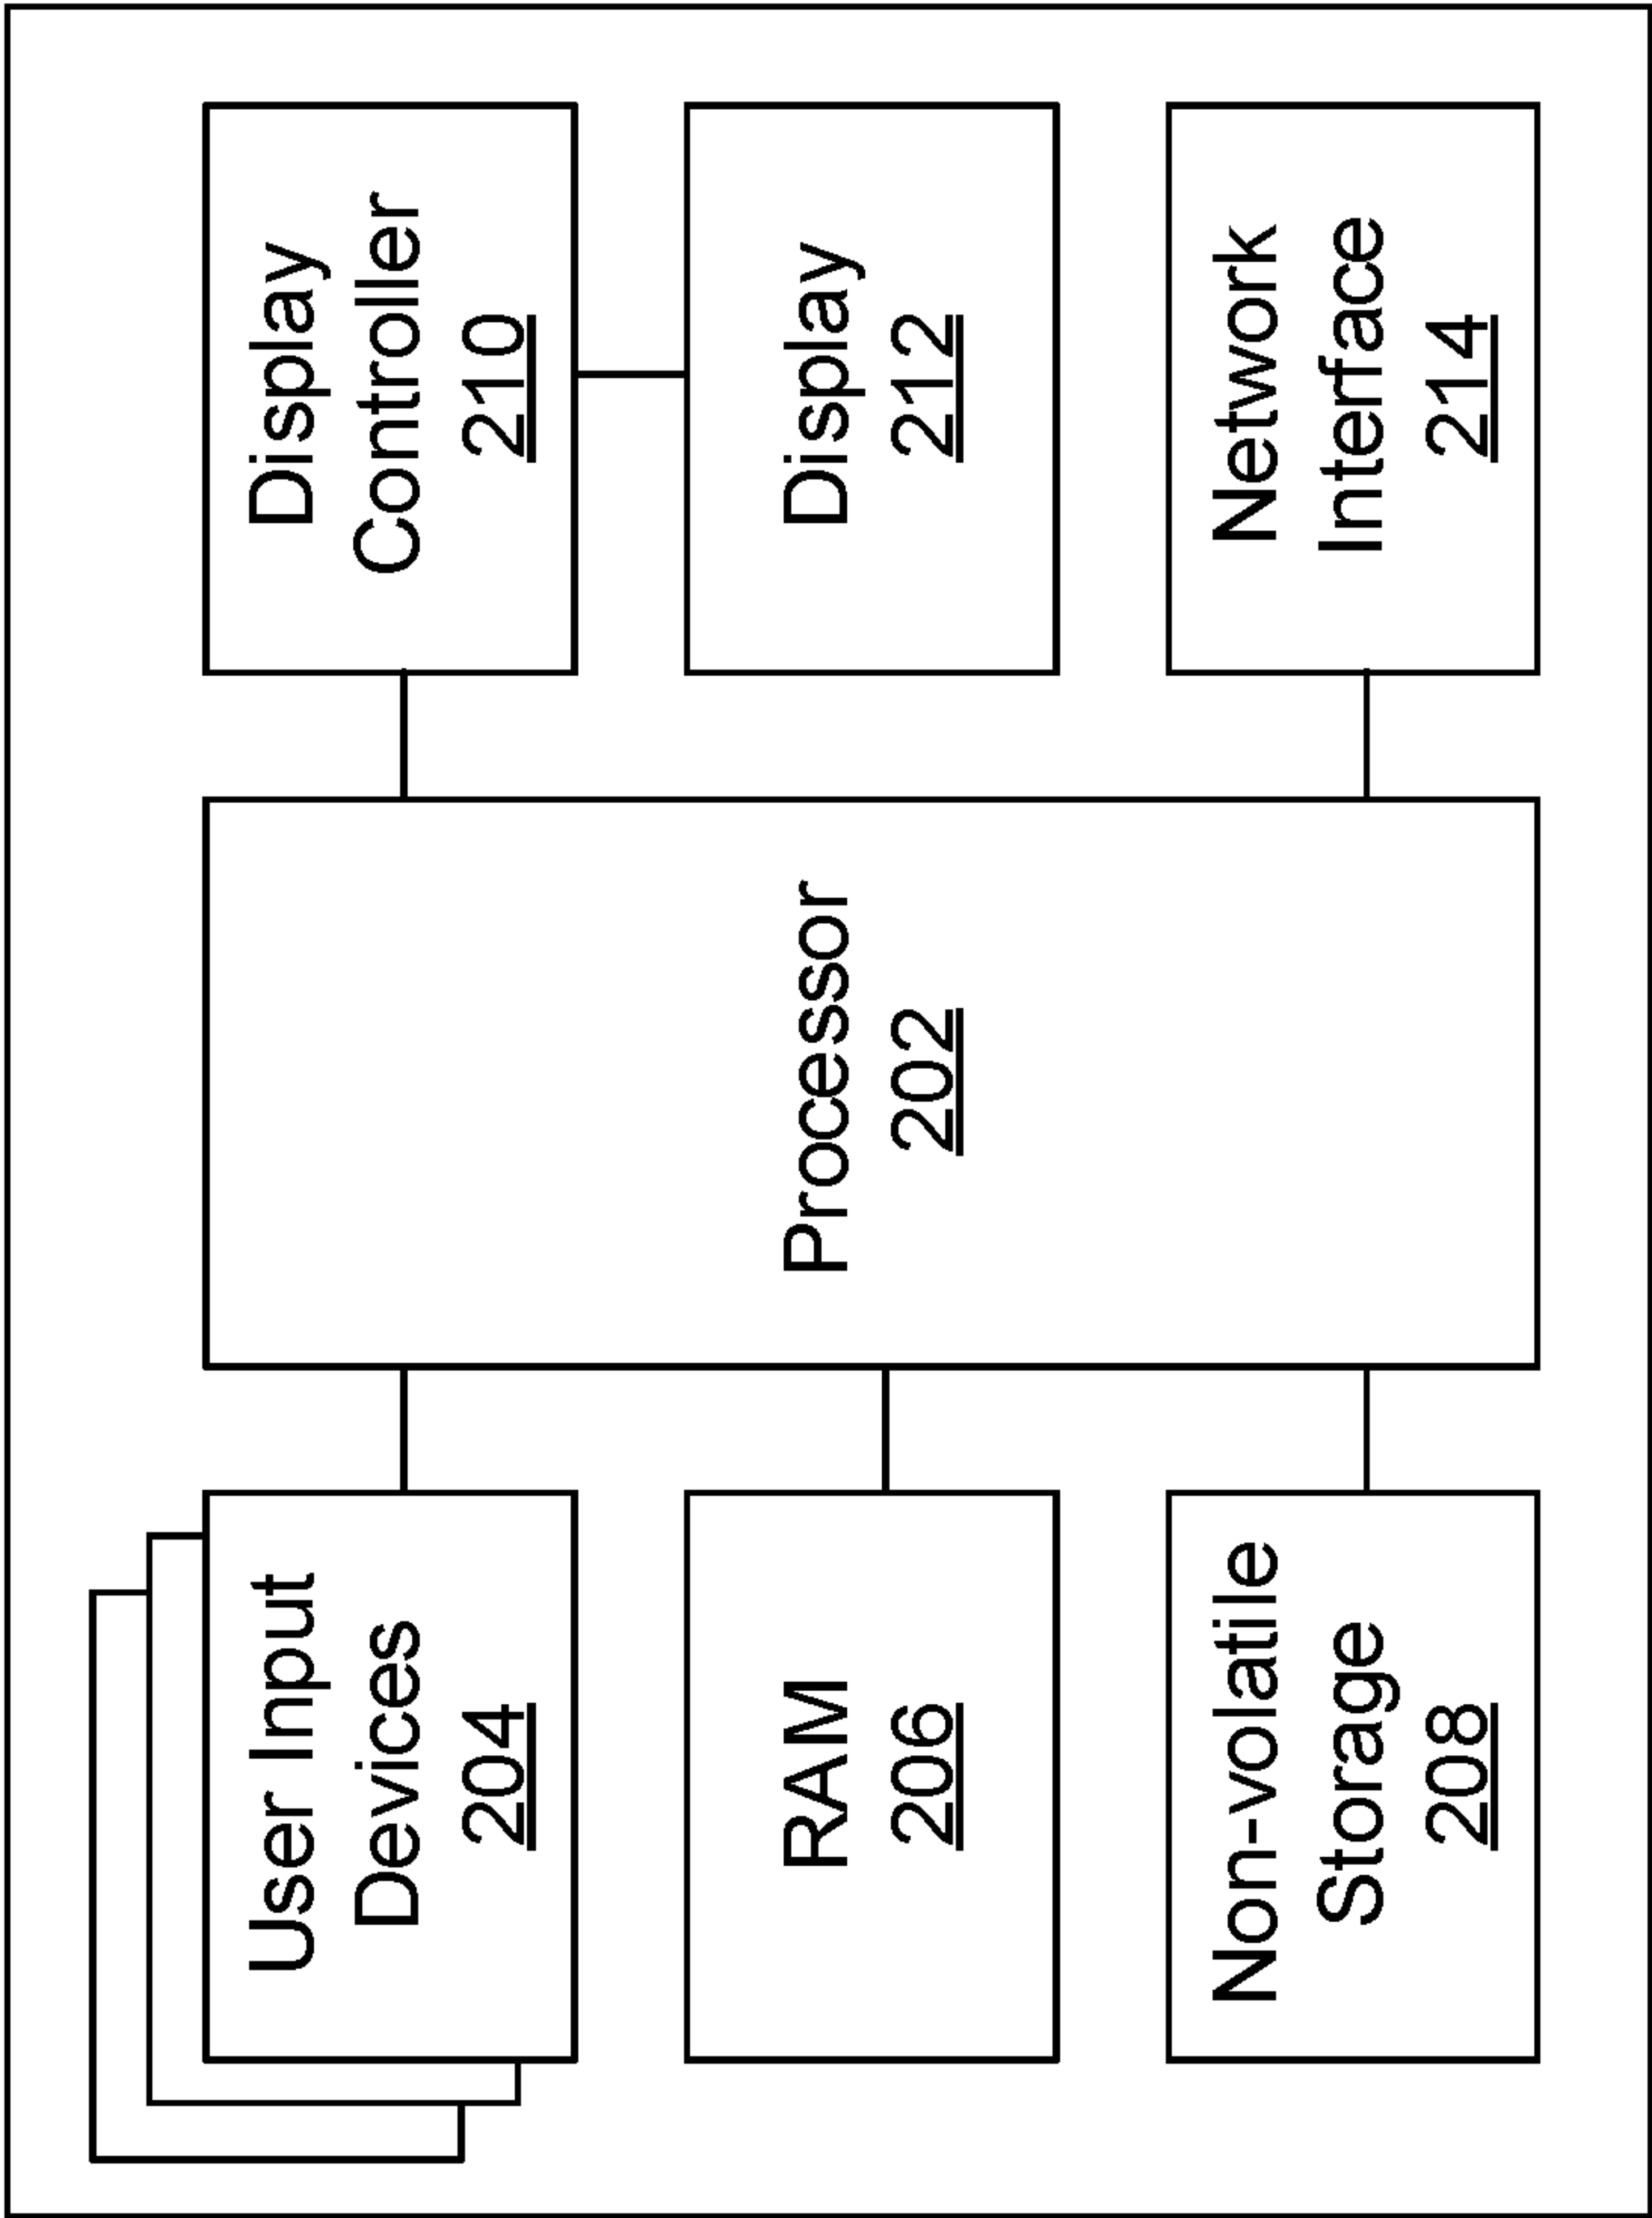 User Input
Devices
204
RAM
206
Non-volatile
Storage
208
Processor
202
Display
Controller
210
Display
212
Network
Interface
214